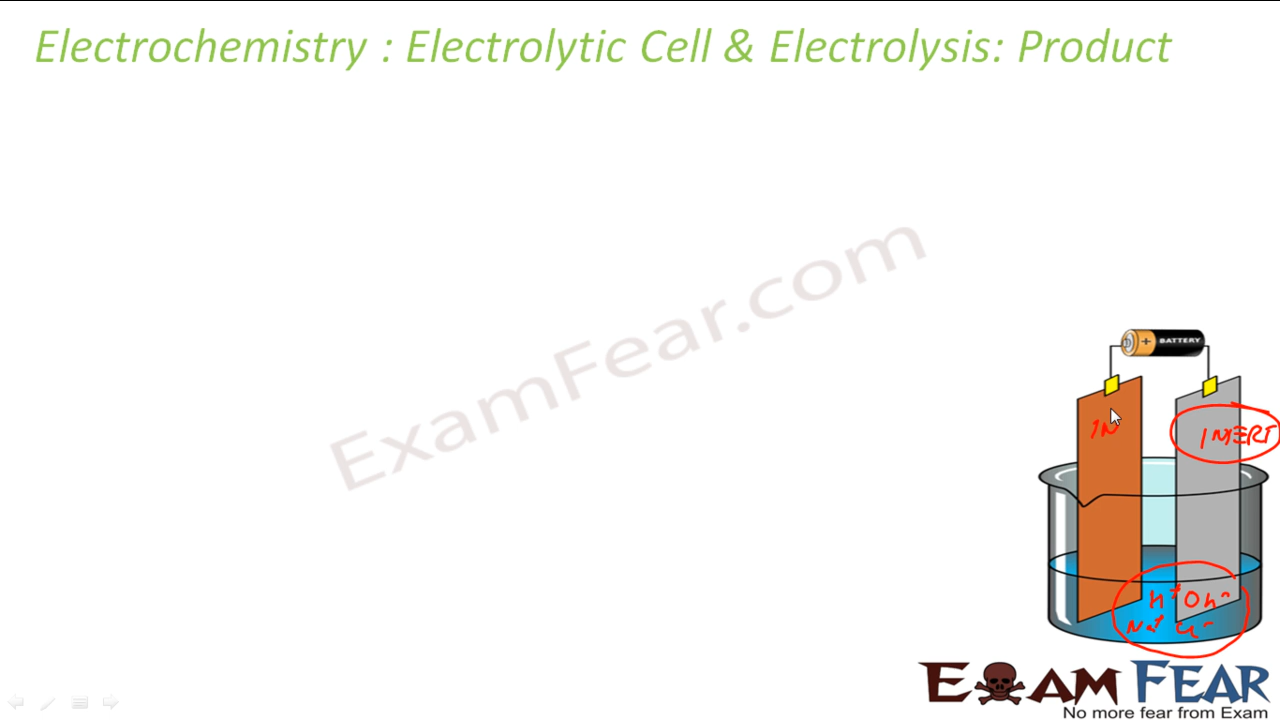 Electrochemistry : Electrolytic Cell & Electrolysis: Product
ExamFear.com
+ BATTERY
IN
INERT
H⁺ OH⁻
Na⁺ Cl⁻
EXAM FEAR
No more fear from Exam